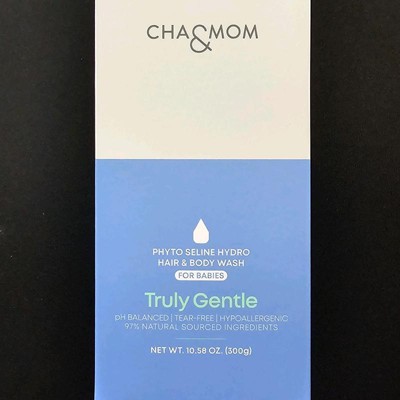 CHA&MOM
PHYTO SELINE HYDRO
HAIR & BODY WASH
FOR BABIES
Truly Gentle
pH BALANCED | TEAR-FREE | HYPOALLERGENIC
97% NATURAL SOURCED INGREDIENTS
NET WT. 10.58 OZ. (300g)